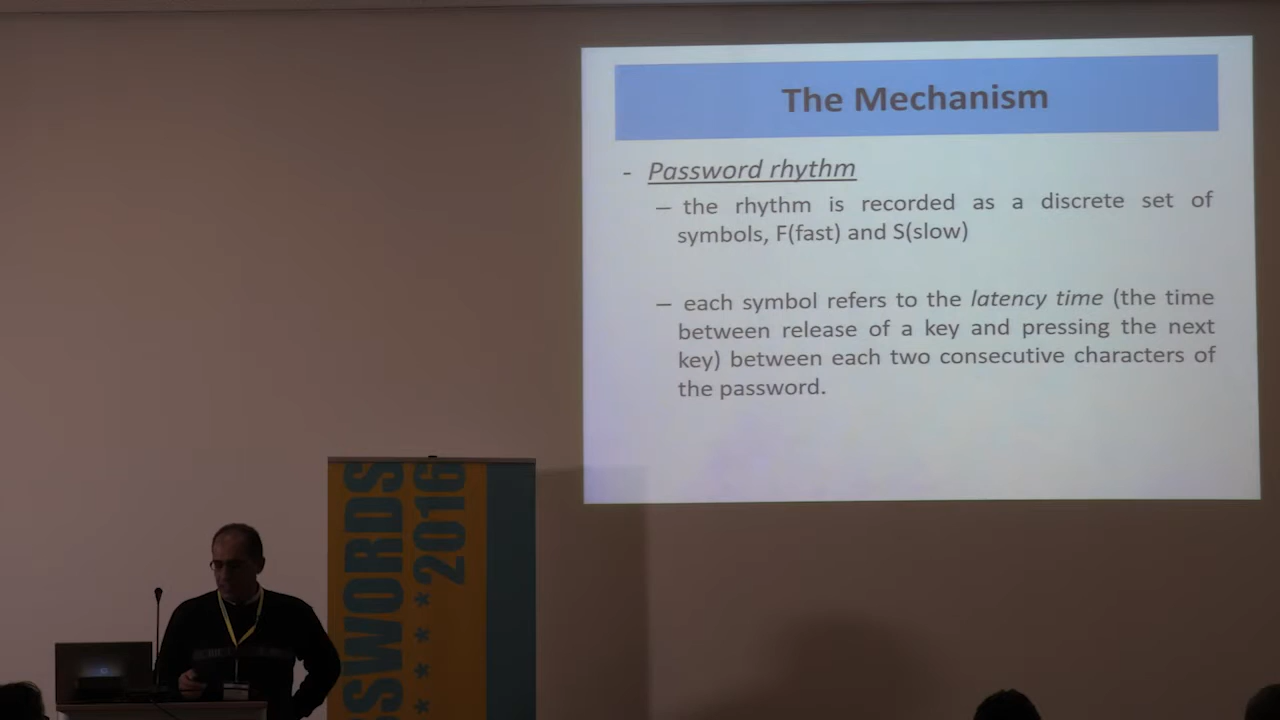 The Mechanism
- Password rhythm
– the rhythm is recorded as a discrete set of
symbols, F(fast) and S(slow)
– each symbol refers to the latency time (the time
between release of a key and pressing the next
key) between each two consecutive characters of
the password.
SSWORDS
* * * *2016